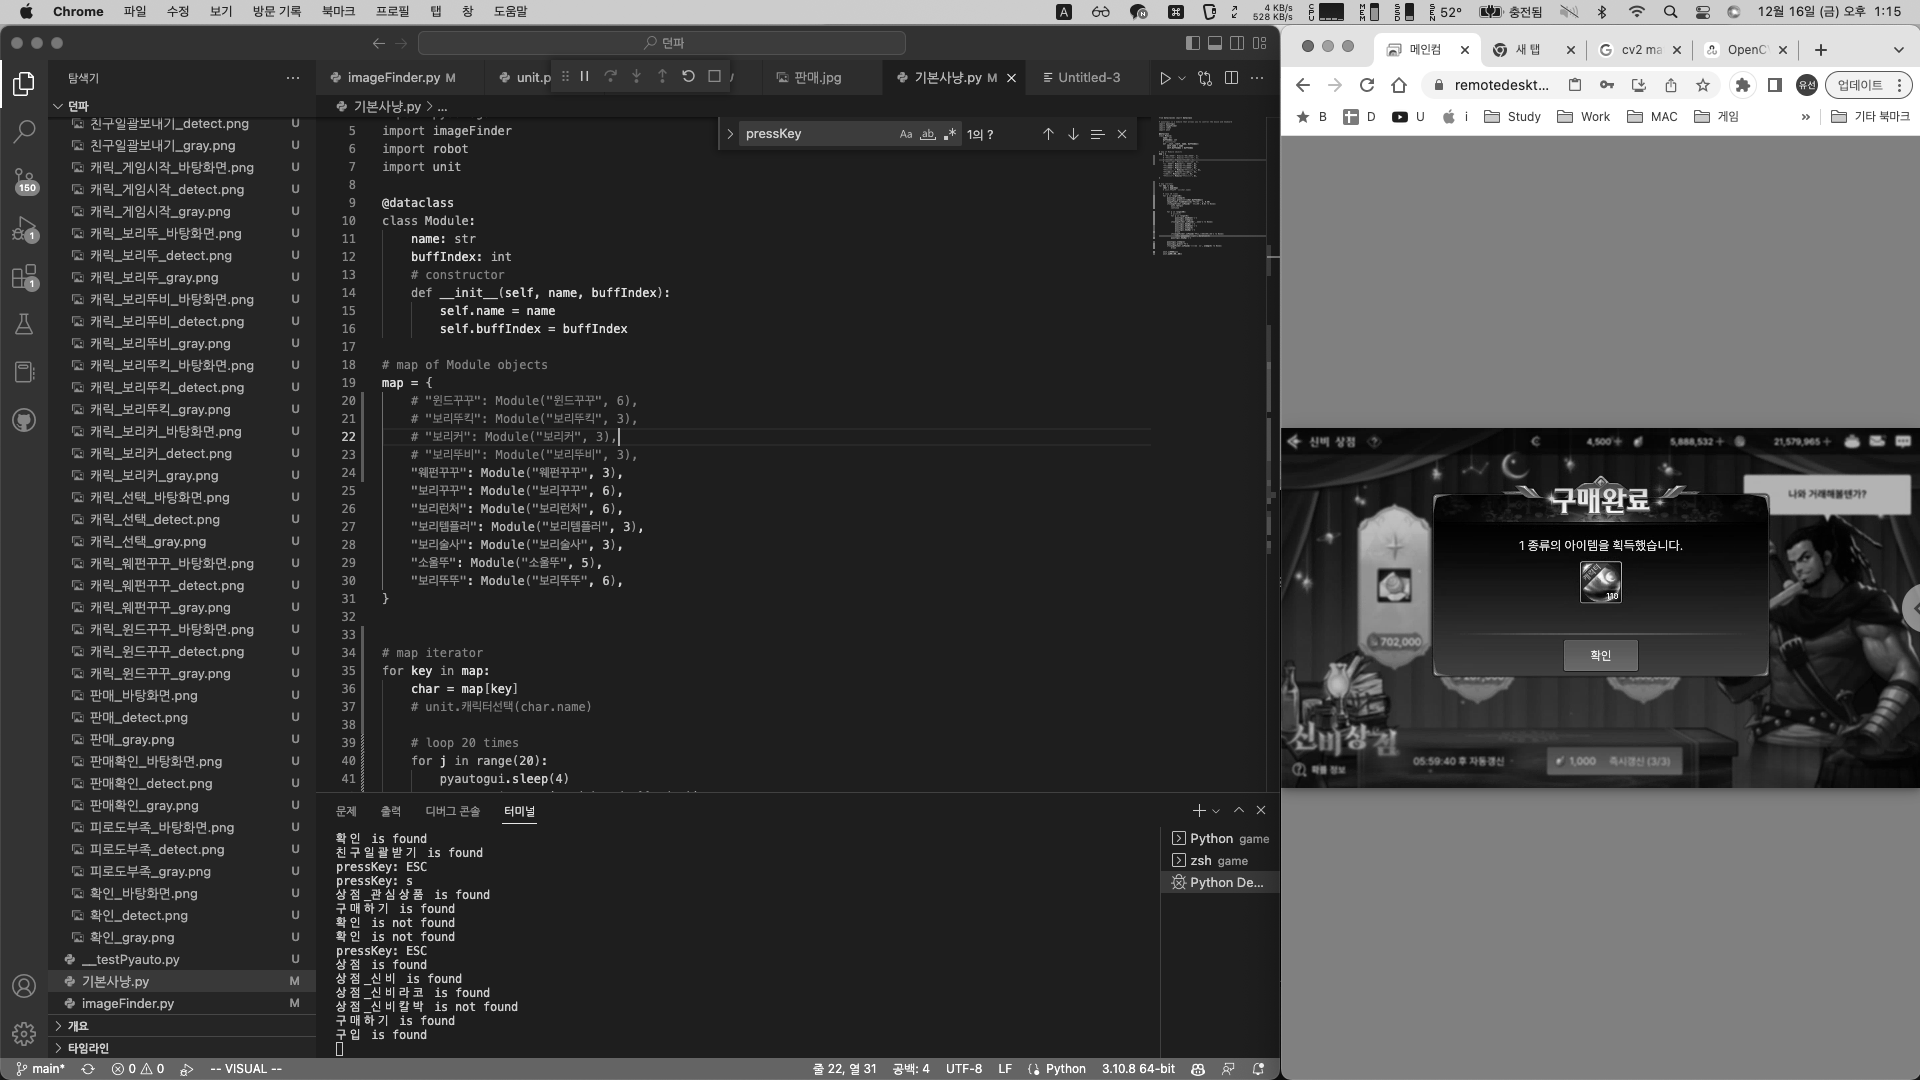 Chrome 파일 수정 보기 방문 기록 북마크 프로필 탭 창 도움말
4 KB/s
528 KB/s
52° 충전됨 12월 16일 (금) 오후 1:15
던파
탐색기
던파
친구일괄보내기_detect.png U
친구일괄보내기_gray.png U
캐릭_게임시작_바탕화면.png U
캐릭_게임시작_detect.png U
캐릭_게임시작_gray.png U
캐릭_보리뚜_바탕화면.png U
캐릭_보리뚜_detect.png U
캐릭_보리뚜_gray.png U
캐릭_보리뚜비_바탕화면.png U
캐릭_보리뚜비_detect.png U
캐릭_보리뚜비_gray.png U
캐릭_보리뚜킥_바탕화면.png U
캐릭_보리뚜킥_detect.png U
캐릭_보리뚜킥_gray.png U
캐릭_보리커_바탕화면.png U
캐릭_보리커_detect.png U
캐릭_보리커_gray.png U
캐릭_선택_바탕화면.png U
캐릭_선택_detect.png U
캐릭_선택_gray.png U
캐릭_웨펀꾸꾸_바탕화면.png U
캐릭_웨펀꾸꾸_detect.png U
캐릭_웨펀꾸꾸_gray.png U
캐릭_윈드꾸꾸_바탕화면.png U
캐릭_윈드꾸꾸_detect.png U
캐릭_윈드꾸꾸_gray.png U
판매_바탕화면.png U
판매_detect.png U
판매_gray.png U
판매확인_바탕화면.png U
판매확인_detect.png U
판매확인_gray.png U
피로도부족_바탕화면.png U
피로도부족_detect.png U
피로도부족_gray.png U
확인_바탕화면.png U
확인_detect.png U
확인_gray.png U
__testPyauto.py U
기본사냥.py M
imageFinder.py M
개요
타임라인
150
1
1
imageFinder.py M unit.p 판매.jpg 기본사냥.py M Untitled-3
기본사냥.py > ...
pressKey Aa ab 1의 ?
5 import imageFinder
6 import robot
7 import unit
8
9 @dataclass
10 class Module:
11 name: str
12 buffIndex: int
13 # constructor
14 def __init__(self, name, buffIndex):
15 self.name = name
16 self.buffIndex = buffIndex
17
18 # map of Module objects
19 map = {
20 # "윈드꾸꾸": Module("윈드꾸꾸", 6),
21 # "보리뚜킥": Module("보리뚜킥", 3),
22 # "보리커": Module("보리커", 3),
23 # "보리뚜비": Module("보리뚜비", 3),
24 "웨펀꾸꾸": Module("웨펀꾸꾸", 3),
25 "보리꾸꾸": Module("보리꾸꾸", 6),
26 "보리런처": Module("보리런처", 6),
27 "보리템플러": Module("보리템플러", 3),
28 "보리술사": Module("보리술사", 3),
29 "소울뚜": Module("소울뚜", 5),
30 "보리뚜뚜": Module("보리뚜뚜", 6),
31 }
32
33
34 # map iterator
35 for key in map:
36 char = map[key]
37 # unit.캐릭터선택(char.name)
38
39 # loop 20 times
40 for j in range(20):
41 pyautogui.sleep(4)
문제 출력 디버그 콘솔 터미널
확인 is found
친구일괄받기 is found
pressKey: ESC
pressKey: s
상점_관심상품 is found
구매하기 is found
확인 is not found
확인 is not found
pressKey: ESC
상점 is found
상점_신비 is found
상점_신비라코 is found
상점_신비칼박 is not found
구매하기 is found
구입 is found
Python game
zsh game
Python De...
main* 0 0 -- VISUAL -- 줄 22, 열 31 공백: 4 UTF-8 LF Python 3.10.8 64-bit
메인컴 새 탭 cv2 ma OpenC
remotedeskt... 유선 업데이트
B D U i Study Work MAC 게임 » 기타 북마크
신비 상점 4,500 5,888,532 21,579,965
나와 거래해볼텐가?
구매완료
1 종류의 아이템을 획득했습니다.
캐릭터
110
확인
702,000
신비상점
05:59:40 후 자동갱신 1,000 즉시갱신 (3/3)
확률 정보